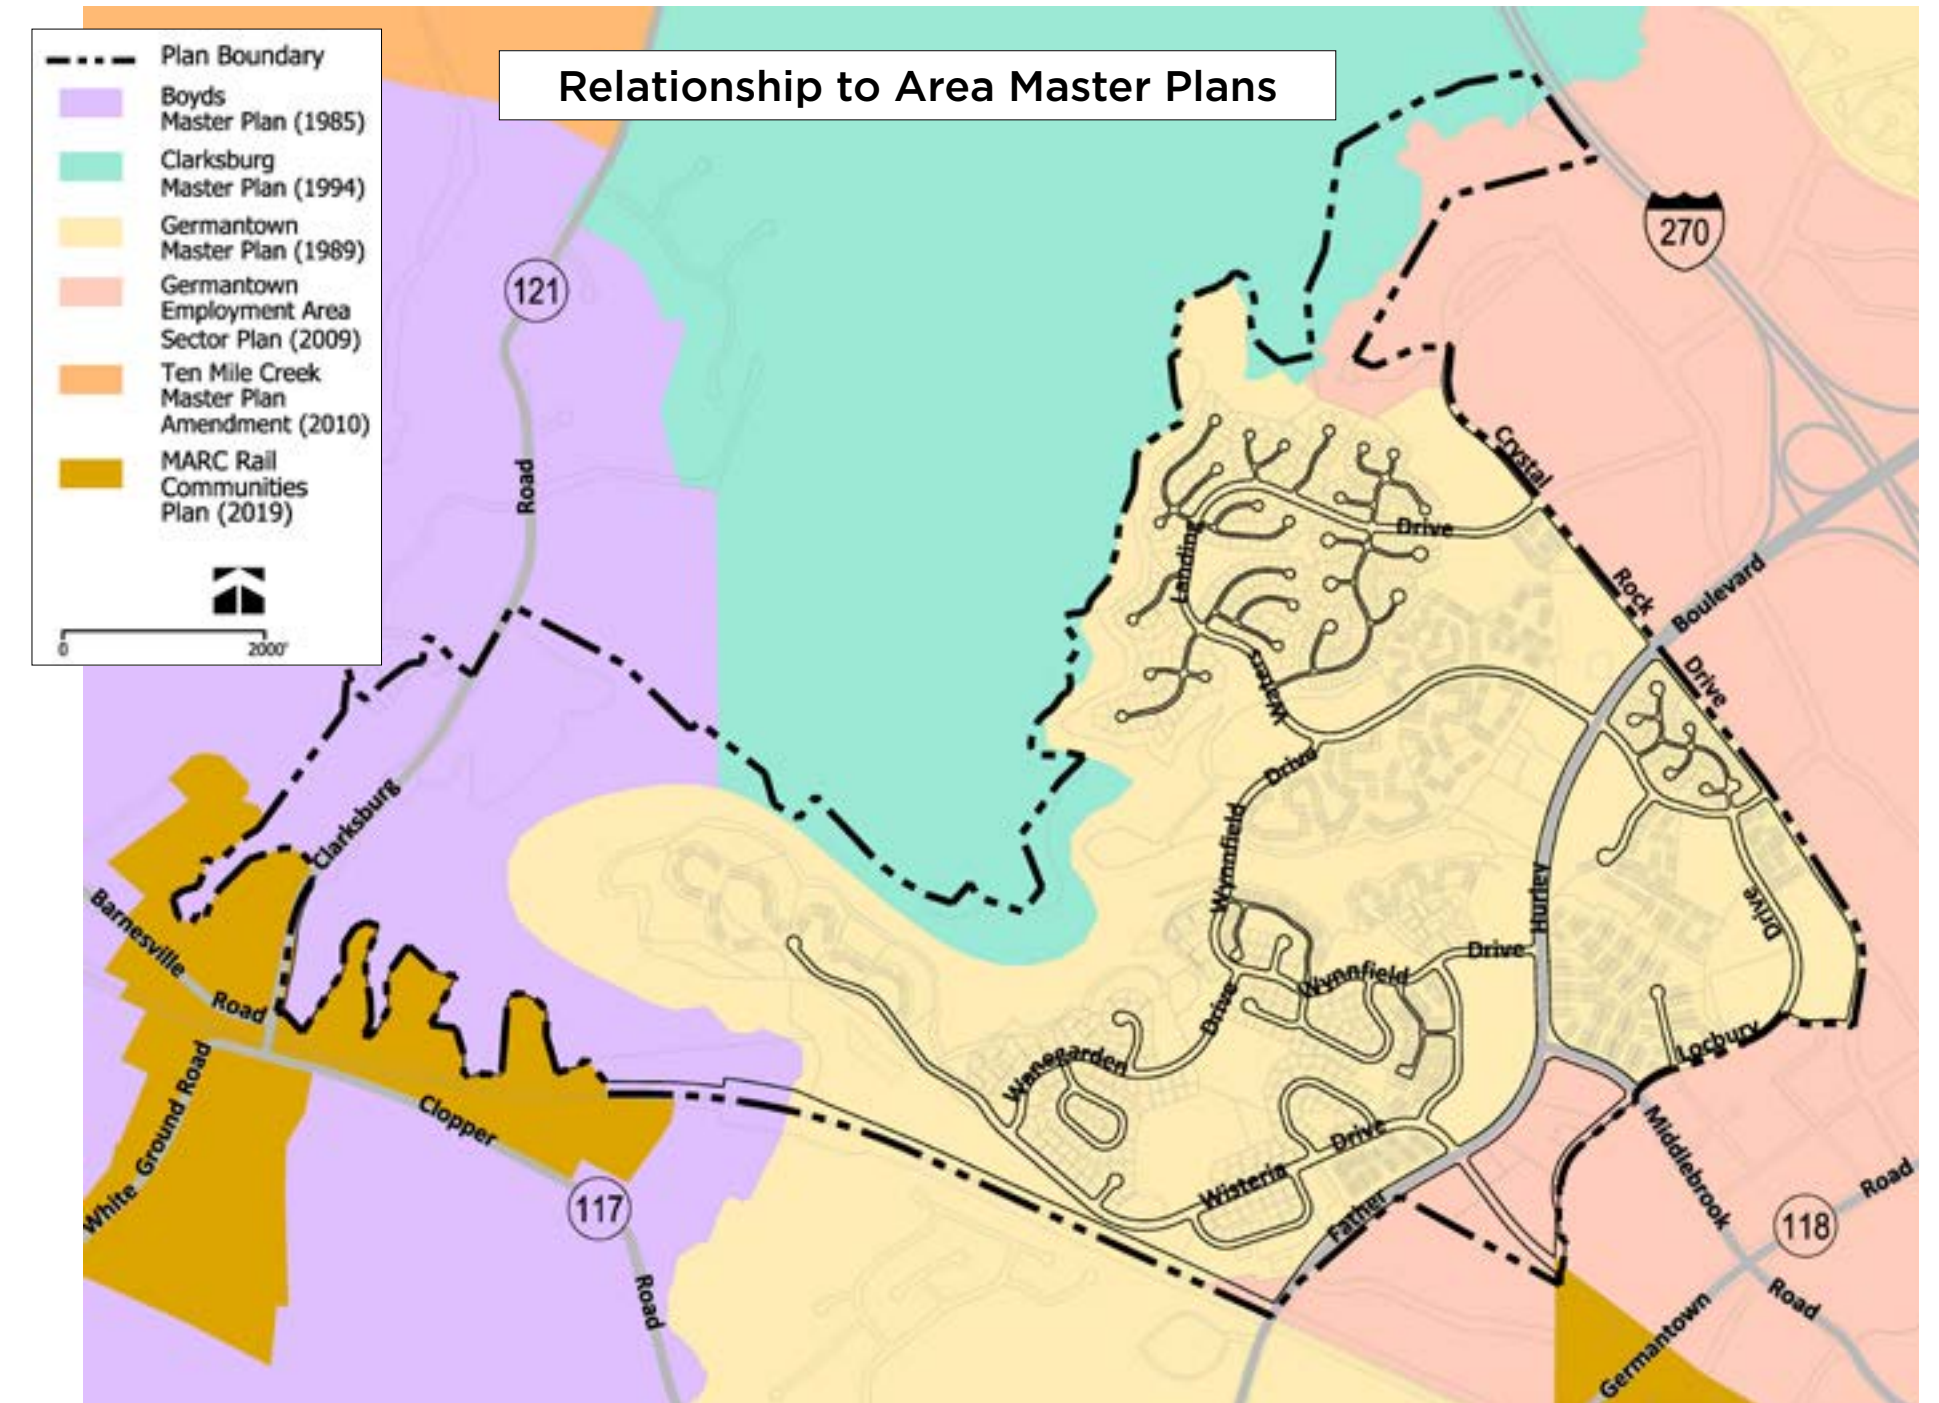 Relationship to Area Master Plans
Plan Boundary
Boyds
Master Plan (1985)
Clarksburg
Master Plan (1994)
Germantown
Master Plan (1989)
Germantown
Employment Area
Sector Plan (2009)
Ten Mile Creek
Master Plan
Amendment (2010)
MARC Rail
Communities
Plan (2019)
0
2000'
121
270
Road
Crystal
Drive
Landing
Rock
Boulevard
Drive
Waters
Drive
Clarksburg
Wynnfield
Hurley
Drive
Barnesville
Road
Drive
Wynnfield
Drive
Locbury
Wanegarden
White Ground Road
Clopper
Middlebrook
Drive
Wisteria
Father
117
118
Road
Road
Road
Germantown